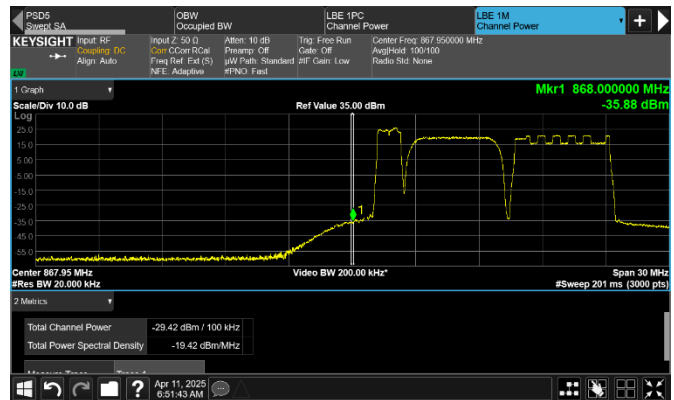 PSD5 OBW LBE 1PC LBE 1M
Swept SA Occupied BW Channel Power Channel Power
KEYSIGHT Input: RF Input Z: 50 Ω Atten: 10 dB Trig: Free Run Center Freq: 867.950000 MHz
Coupling: DC Corr CCorr RCal Preamp: Off Gate: Off Avg|Hold: 100/100
Align: Auto Freq Ref: Ext (S) µW Path: Standard #IF Gain: Low Radio Std: None
LXI NFE: Adaptive #PNO: Fast
1 Graph Mkr1 868.000000 MHz
Scale/Div 10.0 dB Ref Value 35.00 dBm -35.88 dBm
Log
25.0
15.0
5.00
-5.00
-15.0
-25.0
-35.0
-45.0
-55.0
1
Center 867.95 MHz Video BW 200.00 kHz* Span 30 MHz
#Res BW 20.000 kHz #Sweep 201 ms (3000 pts)
2 Metrics
Total Channel Power -29.42 dBm / 100 kHz
Total Power Spectral Density -19.42 dBm/MHz
Apr 11, 2025
6:51:43 AM